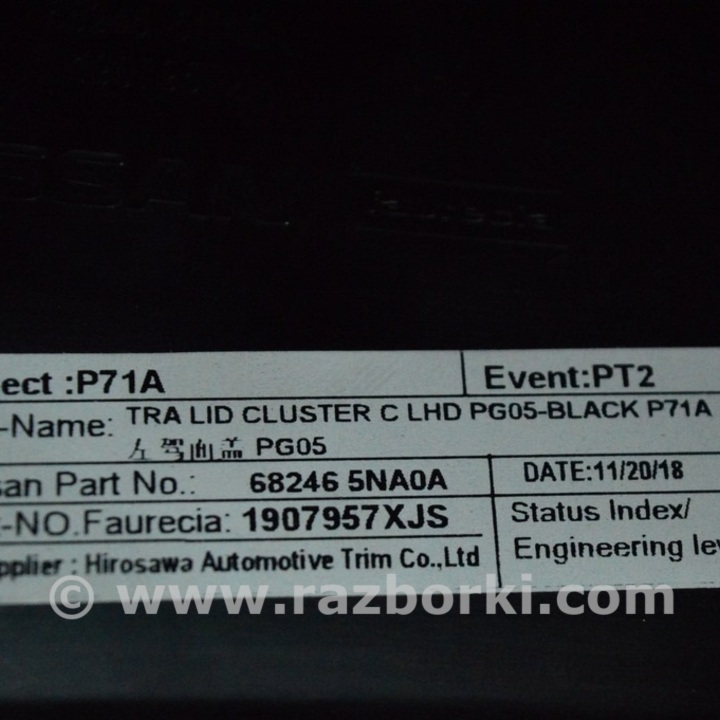 ect :P71A
Event:PT2
-Name: TRA LID CLUSTER C LHD PG05-BLACK P71A
PG05
san Part No.: 68246 5NA0A
DATE:11/20/18
-NO.Faurecia: 1907957XJS
Status Index/
Engineering le
pplier : Hirosawa Automotive Trim Co.,Ltd
© www.razborki.com